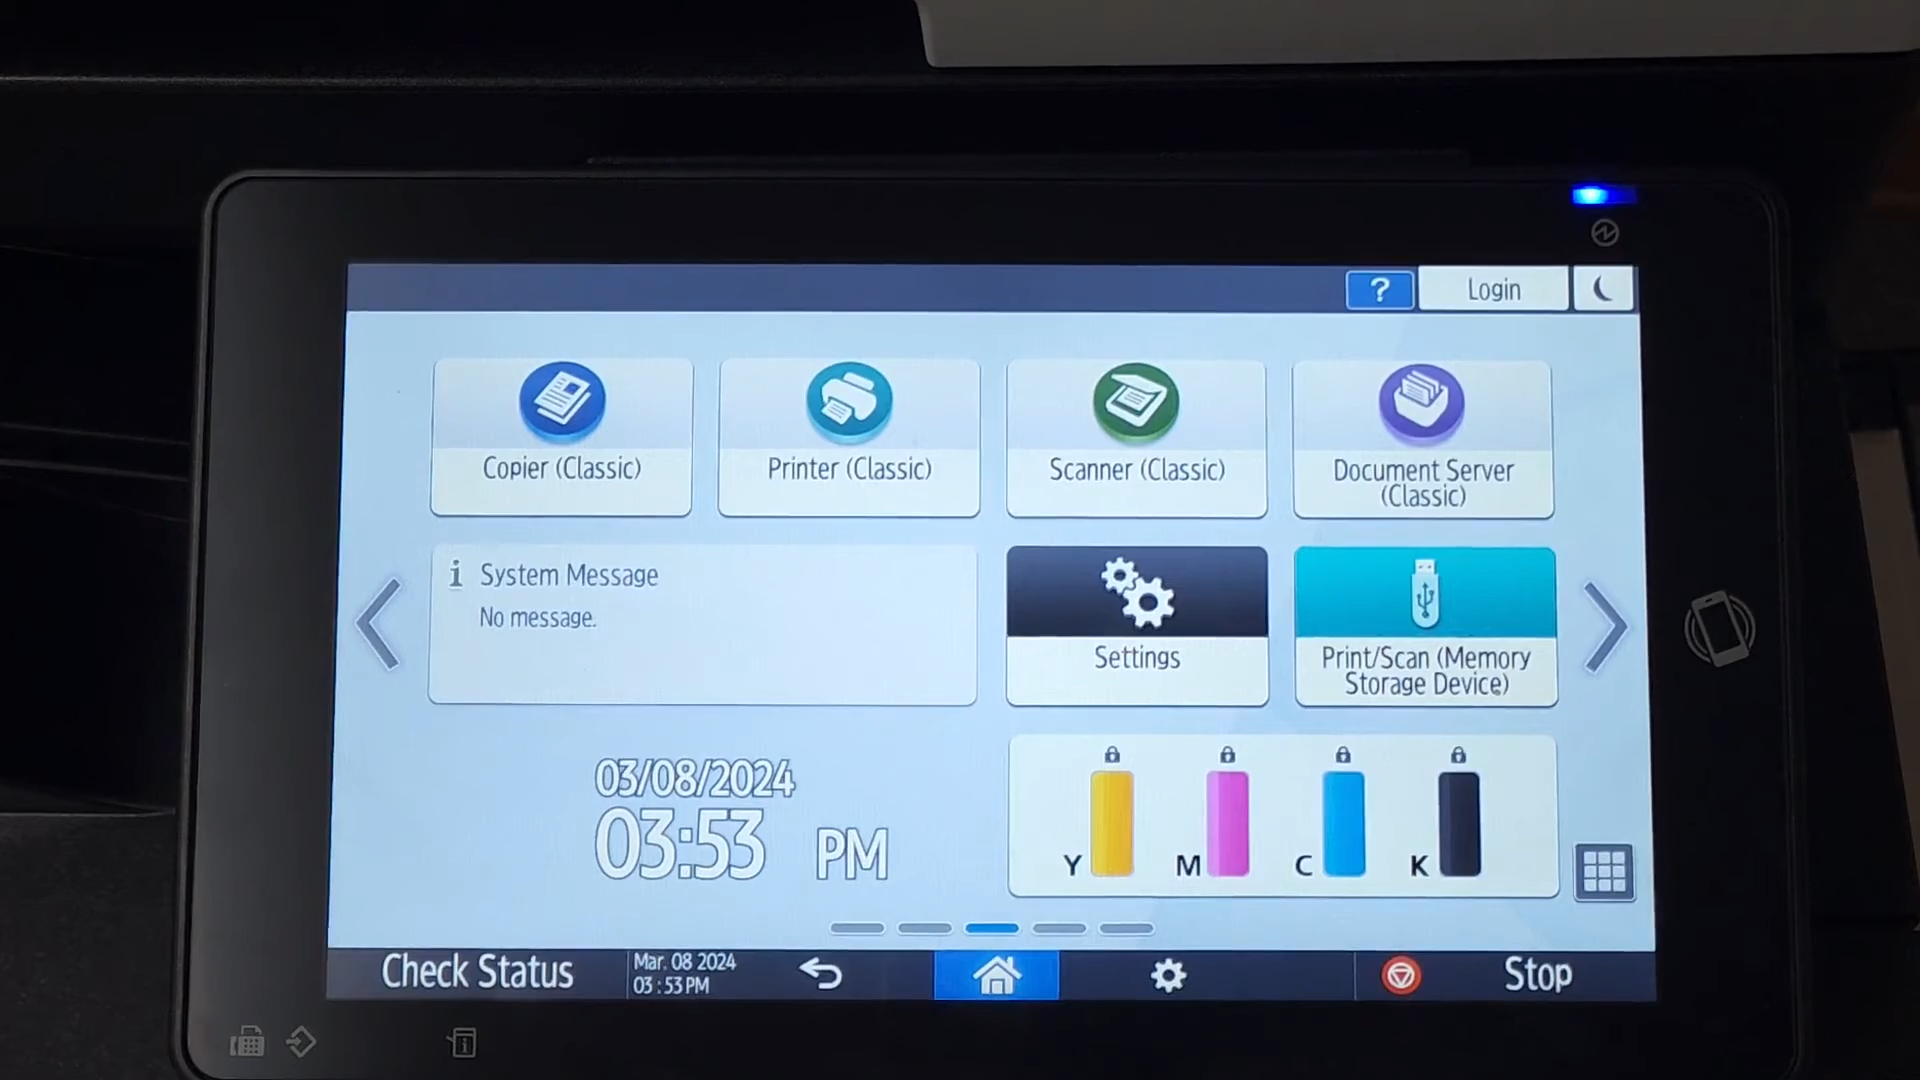 ?
Login
Copier (Classic)
Printer (Classic)
Scanner (Classic)
Document Server
(Classic)
i System Message
No message.
Settings
Print/Scan (Memory
Storage Device)
03/08/2024
03:53 PM
Y
M
C
K
Check Status
Mar. 08 2024
03:53 PM
Stop